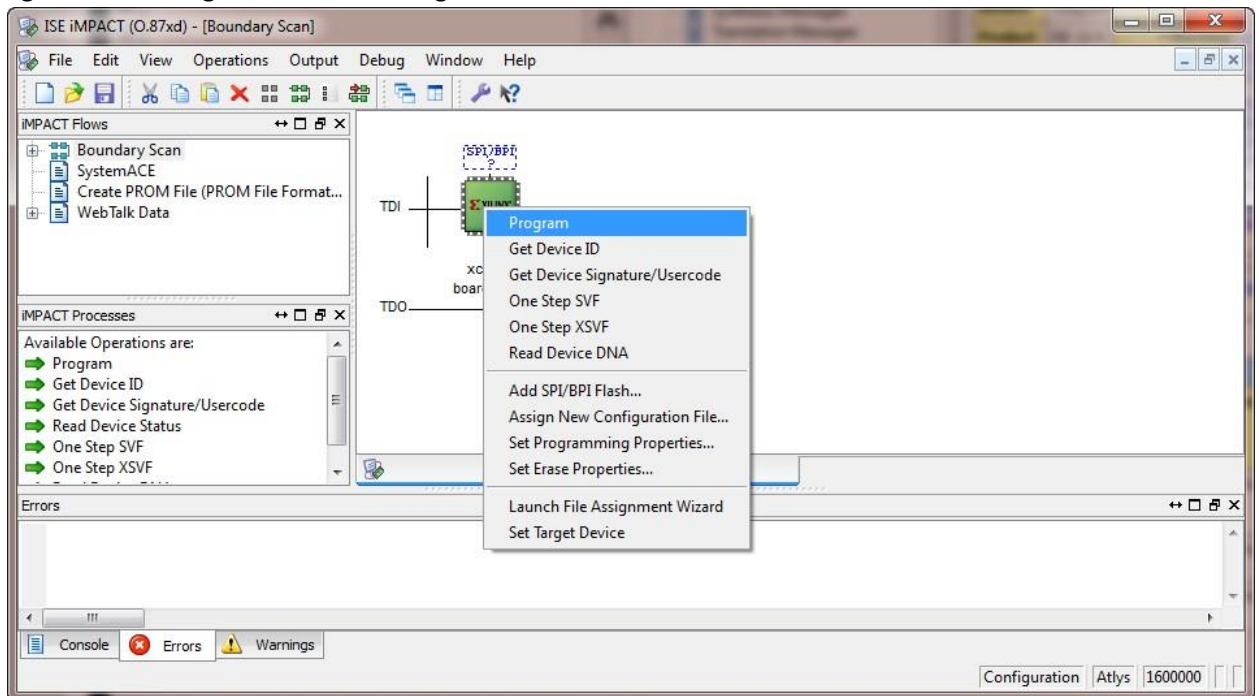 ISE iMPACT (O.87xd) - [Boundary Scan]
File Edit View Operations Output Debug Window Help
iMPACT Flows
Boundary Scan
SystemACE
Create PROM File (PROM File Format...
WebTalk Data
SPI/BPI
?
TDI
XILINX
xc
boar
TDO
Program
Get Device ID
Get Device Signature/Usercode
One Step SVF
One Step XSVF
Read Device DNA
Add SPI/BPI Flash...
Assign New Configuration File...
Set Programming Properties...
Set Erase Properties...
Launch File Assignment Wizard
Set Target Device
iMPACT Processes
Available Operations are:
Program
Get Device ID
Get Device Signature/Usercode
Read Device Status
One Step SVF
One Step XSVF
Errors
Console Errors Warnings
Configuration Atlys 1600000